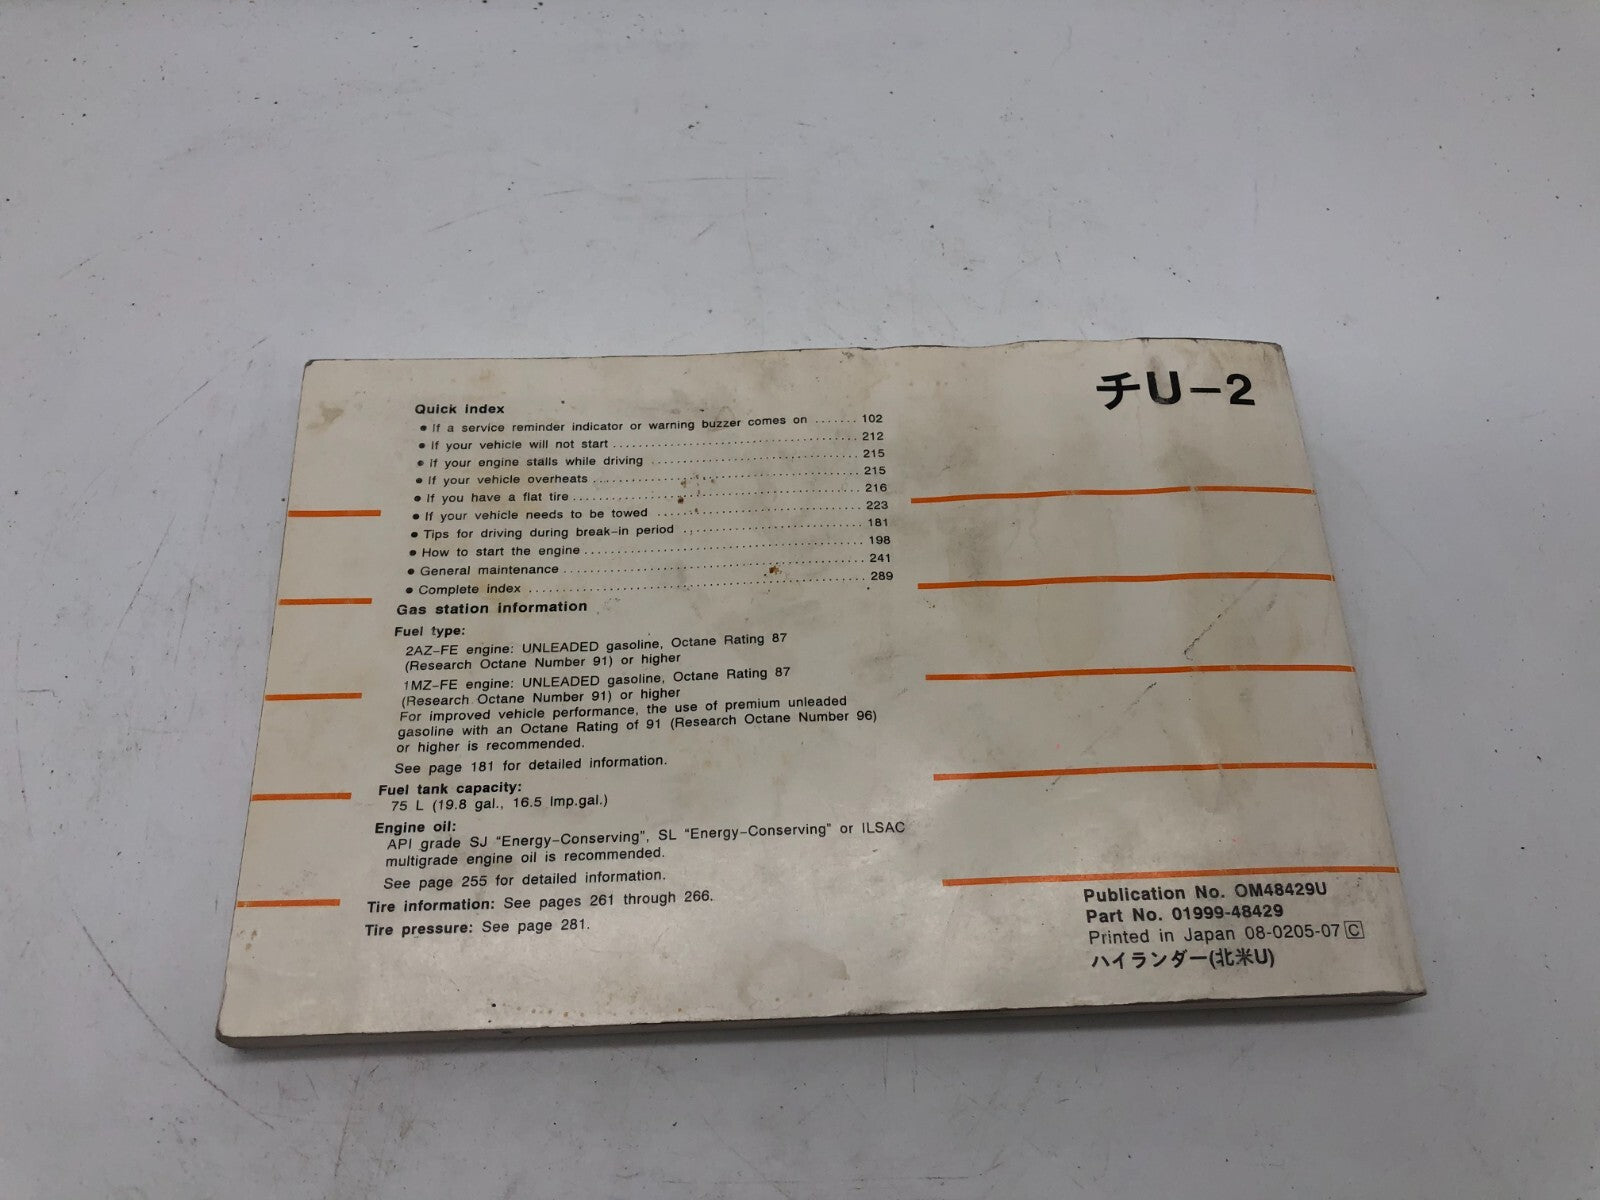 チU-2
Quick index
● If a service reminder indicator or warning buzzer comes on ....... 102
● If your vehicle will not start ........ 212
● If your engine stalls while driving ........ 215
● If your vehicle overheats ........ 215
● If you have a flat tire ........ 216
● If your vehicle needs to be towed ........ 223
● Tips for driving during break-in period ........ 181
● How to start the engine ........ 198
● General maintenance ........ 241
● Complete index ........ 289
Gas station information
Fuel type:
2AZ-FE engine: UNLEADED gasoline, Octane Rating 87
(Research Octane Number 91) or higher
1MZ-FE engine: UNLEADED gasoline, Octane Rating 87
(Research Octane Number 91) or higher
For improved vehicle performance, the use of premium unleaded
gasoline with an Octane Rating of 91 (Research Octane Number 96)
or higher is recommended.
See page 181 for detailed information.
Fuel tank capacity:
75 L (19.8 gal., 16.5 Imp.gal.)
Engine oil:
API grade SJ "Energy-Conserving", SL "Energy-Conserving" or ILSAC
multigrade engine oil is recommended.
See page 255 for detailed information.
Tire information: See pages 261 through 266.
Tire pressure: See page 281.
Publication No. OM48429U
Part No. 01999-48429
Printed in Japan 08-0205-07 C
ハイランダー(北米U)